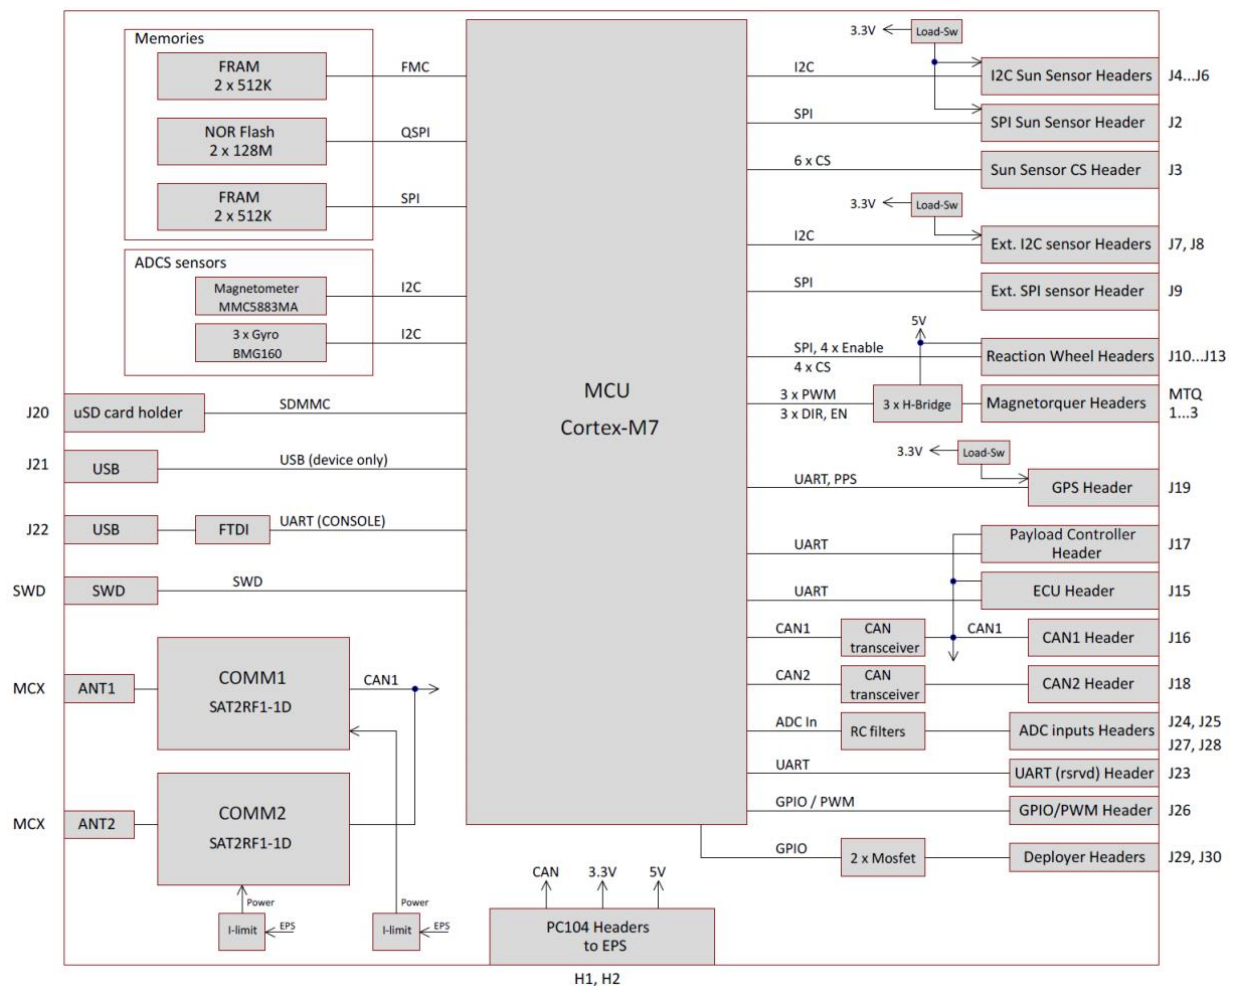 Memories
FRAM
2 x 512K
FMC
NOR Flash
2 x 128M
QSPI
FRAM
2 x 512K
SPI
ADCS sensors
Magnetometer
MMC5883MA
I2C
3 x Gyro
BMG160
I2C
J20
uSD card holder
SDMMC
J21
USB
USB (device only)
J22
USB
FTDI
UART (CONSOLE)
SWD
SWD
SWD
MCX
ANT1
COMM1
SAT2RF1-1D
CAN1
MCX
ANT2
COMM2
SAT2RF1-1D
Power
I-limit
EPS
Power
I-limit
EPS
MCU
Cortex-M7
CAN
3.3V
5V
PC104 Headers
to EPS
H1, H2
3.3V
Load-Sw
I2C
I2C Sun Sensor Headers
J4...J6
SPI
SPI Sun Sensor Header
J2
6 x CS
Sun Sensor CS Header
J3
3.3V
Load-Sw
I2C
Ext. I2C sensor Headers
J7, J8
SPI
Ext. SPI sensor Header
J9
5V
SPI, 4 x Enable
4 x CS
Reaction Wheel Headers
J10...J13
3 x PWM
3 x DIR, EN
3 x H-Bridge
Magnetorquer Headers
MTQ
1...3
3.3V
Load-Sw
UART, PPS
GPS Header
J19
UART
Payload Controller
Header
J17
UART
ECU Header
J15
CAN1
CAN
transceiver
CAN1
CAN1 Header
J16
CAN2
CAN
transceiver
CAN2 Header
J18
ADC In
RC filters
ADC inputs Headers
J24, J25
J27, J28
UART
UART (rsrvd) Header
J23
GPIO / PWM
GPIO/PWM Header
J26
GPIO
2 x Mosfet
Deployer Headers
J29, J30